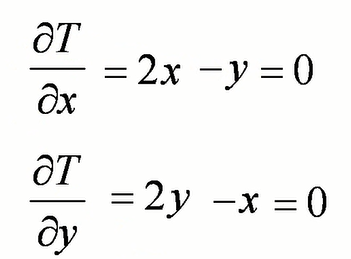 ∂T/∂x = 2x − y = 0
∂T/∂y = 2y − x = 0